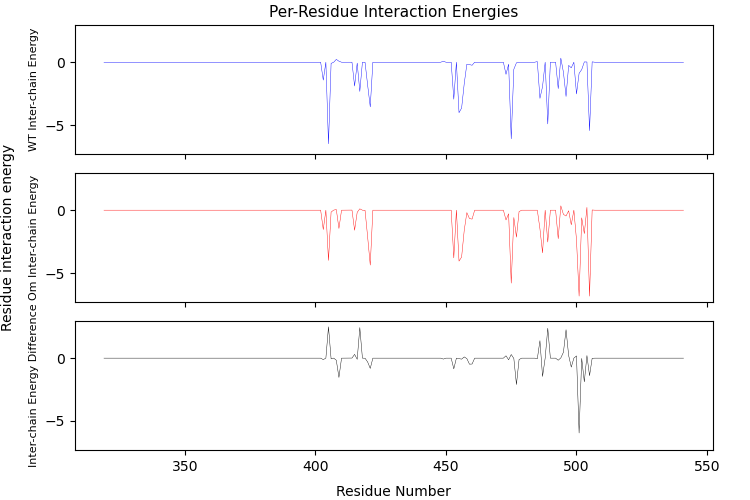 Per-Residue Interaction Energies
Residue interaction energy
WT Inter-chain Energy
0
−5
Om Inter-chain Energy
0
−5
Inter-chain Energy Difference
0
−5
350
400
450
500
550
Residue Number